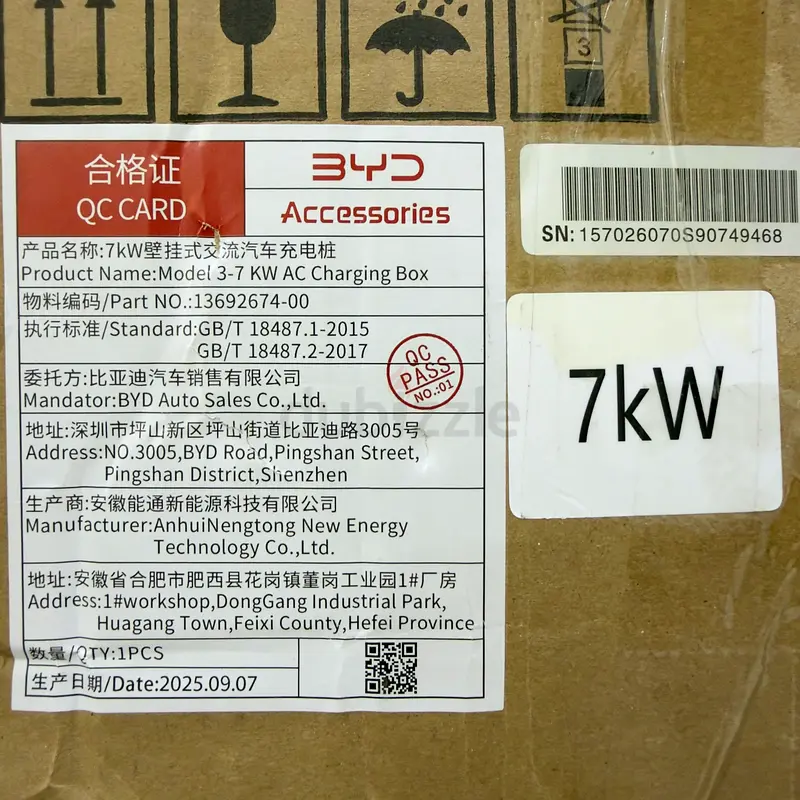 3
合格证
QC CARD
BYD
Accessories
产品名称:7kW壁挂式交流汽车充电桩
Product Name:Model 3-7 KW AC Charging Box
物料编码/Part NO.:13692674-00
执行标准/Standard:GB/T 18487.1-2015
GB/T 18487.2-2017
QC
PASS
NO.:01
委托方:比亚迪汽车销售有限公司
Mandator:BYD Auto Sales Co.,Ltd.
地址:深圳市坪山新区坪山街道比亚迪路3005号
Address:NO.3005,BYD Road,Pingshan Street,
Pingshan District,Shenzhen
生产商:安徽能通新能源科技有限公司
Manufacturer:AnhuiNengtong New Energy
Technology Co.,Ltd.
地址:安徽省合肥市肥西县花岗镇董岗工业园1#厂房
Address:1#workshop,DongGang Industrial Park,
Huagang Town,Feixi County,Hefei Province
数量/QTY:1PCS
生产日期/Date:2025.09.07
SN:157026070S90749468
7kW
dubizzle